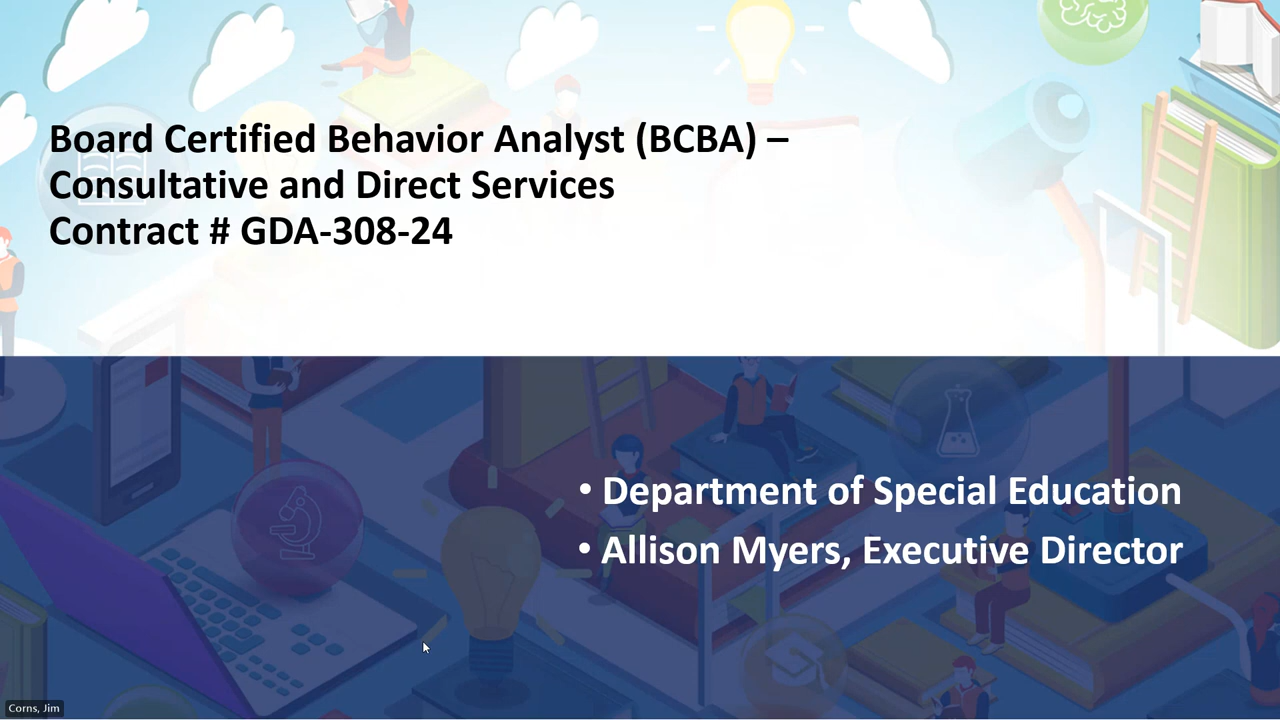 Board Certified Behavior Analyst (BCBA) –
Consultative and Direct Services
Contract # GDA-308-24
• Department of Special Education
• Allison Myers, Executive Director
Corns, Jim